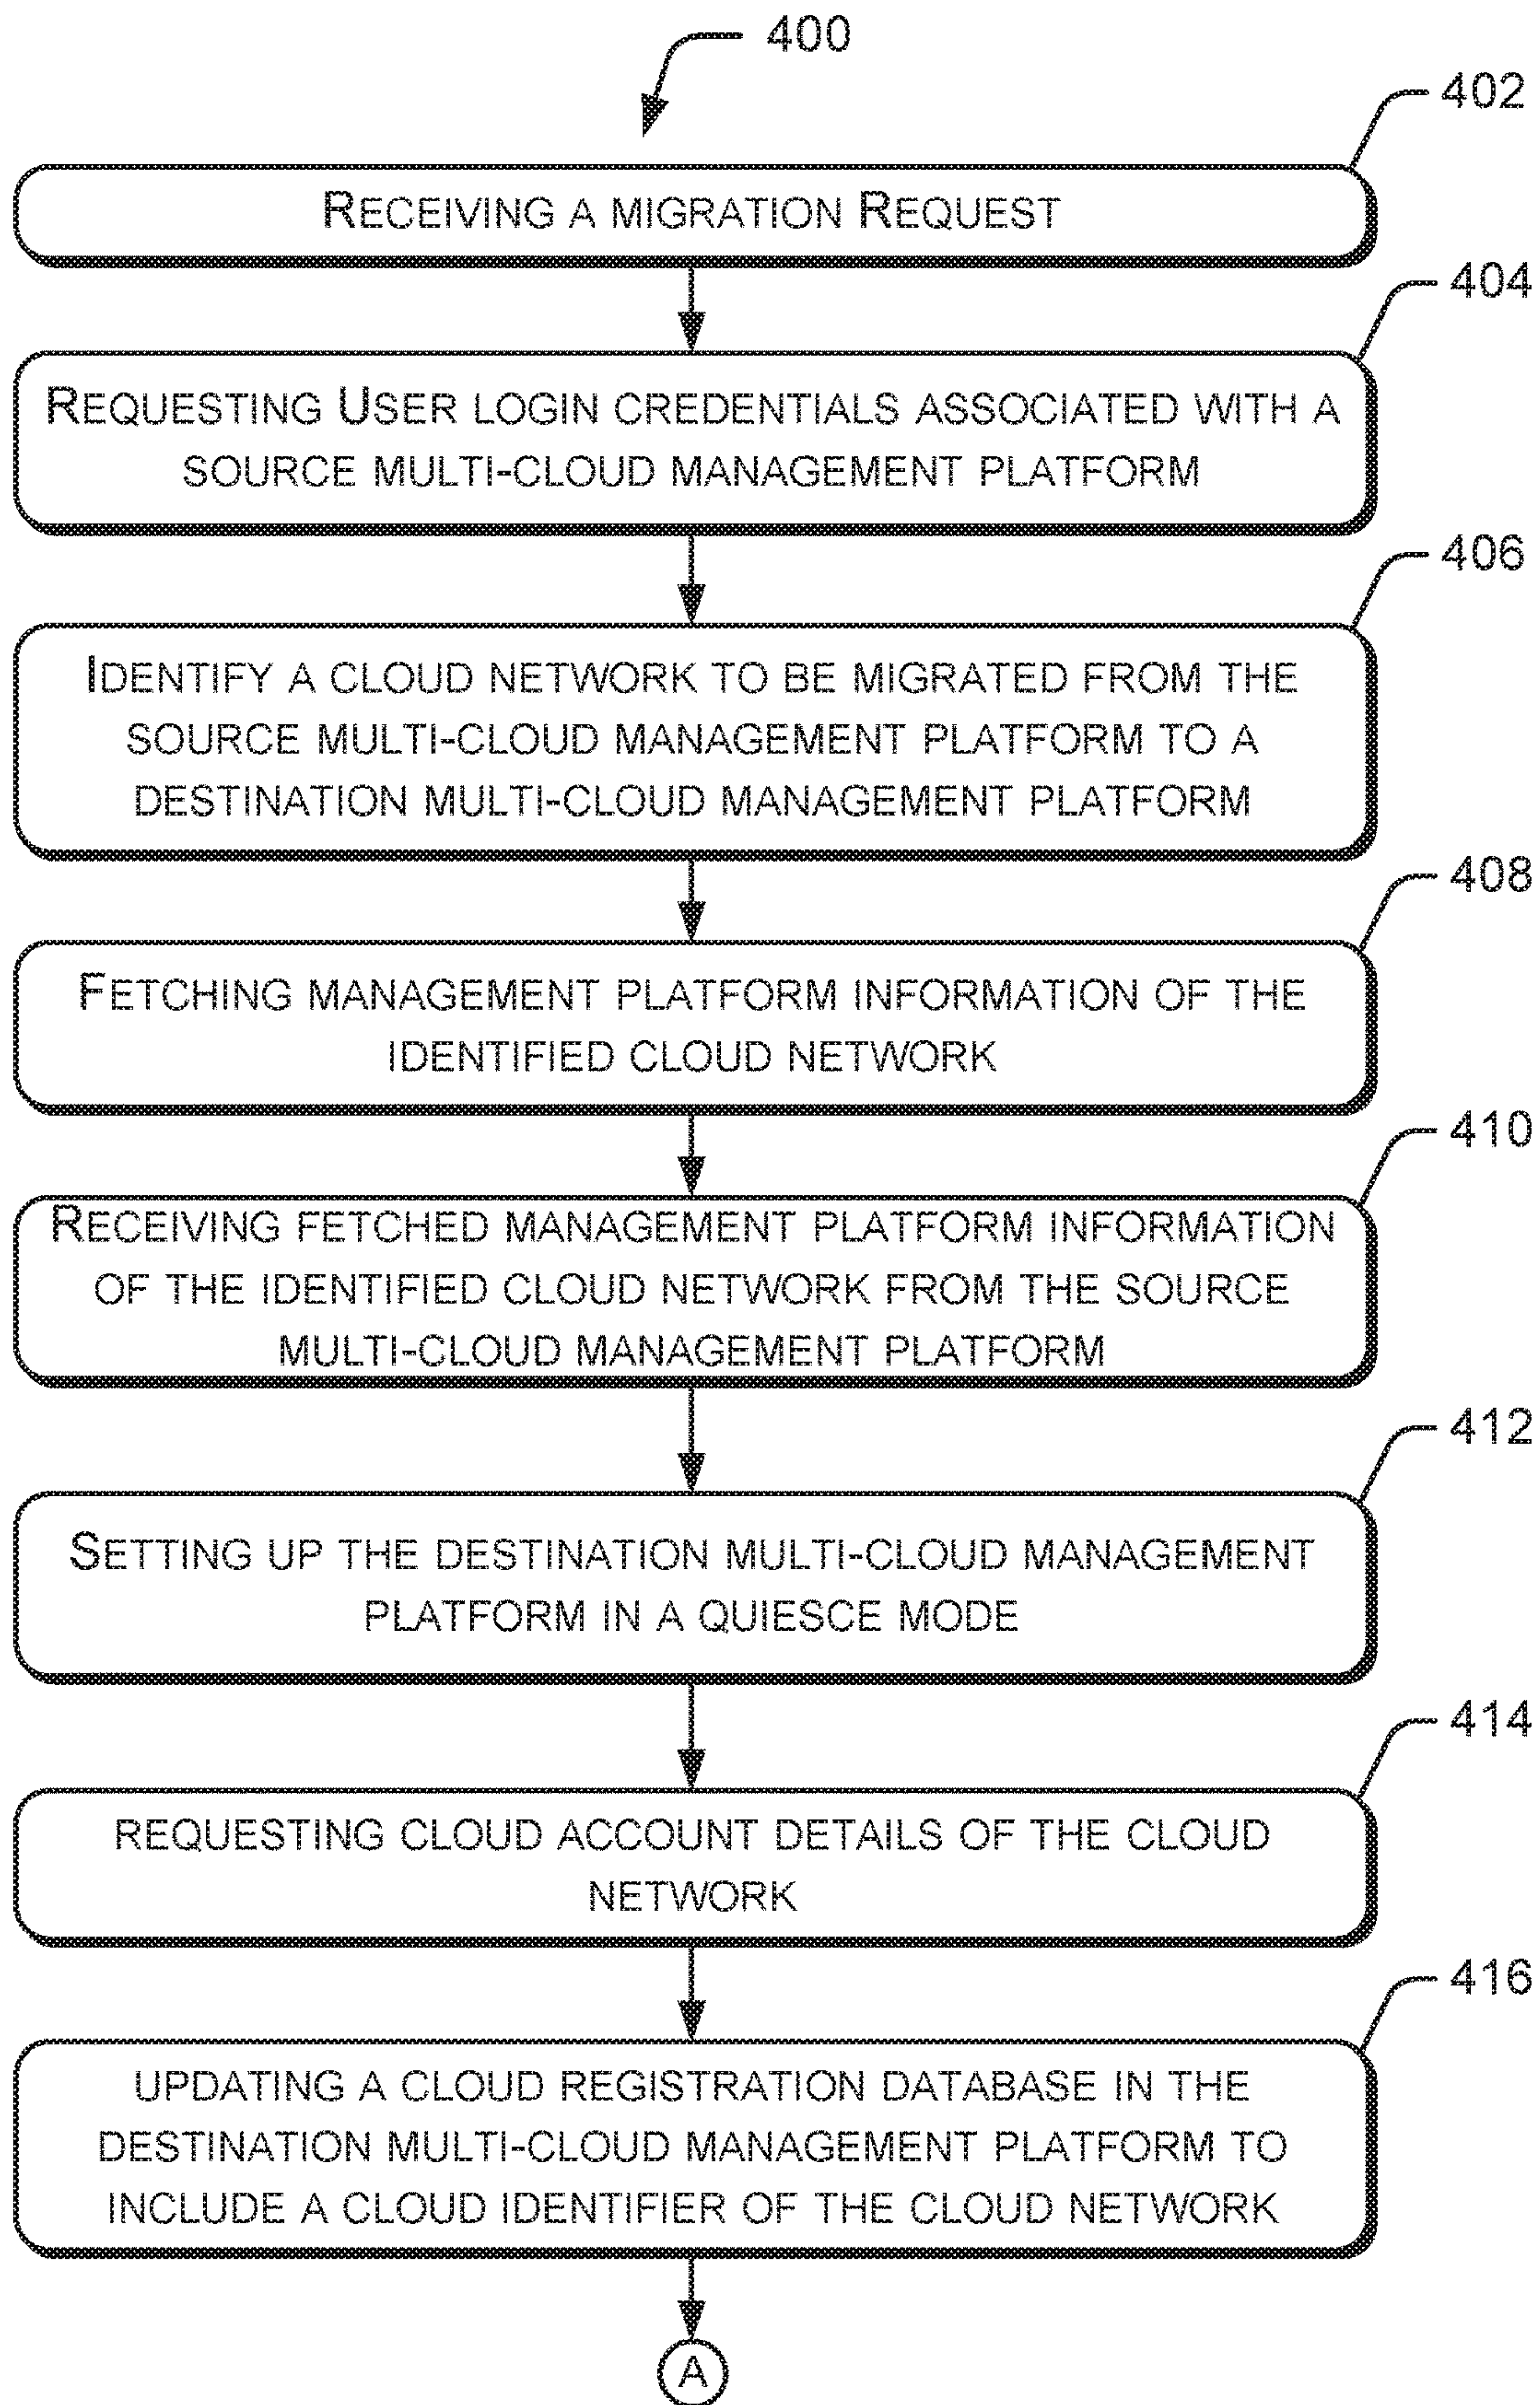 400
402
RECEIVING A MIGRATION REQUEST
404
REQUESTING USER LOGIN CREDENTIALS ASSOCIATED WITH A
SOURCE MULTI-CLOUD MANAGEMENT PLATFORM
406
IDENTIFY A CLOUD NETWORK TO BE MIGRATED FROM THE
SOURCE MULTI-CLOUD MANAGEMENT PLATFORM TO A
DESTINATION MULTI-CLOUD MANAGEMENT PLATFORM
408
FETCHING MANAGEMENT PLATFORM INFORMATION OF THE
IDENTIFIED CLOUD NETWORK
410
RECEIVING FETCHED MANAGEMENT PLATFORM INFORMATION
OF THE IDENTIFIED CLOUD NETWORK FROM THE SOURCE
MULTI-CLOUD MANAGEMENT PLATFORM
412
SETTING UP THE DESTINATION MULTI-CLOUD MANAGEMENT
PLATFORM IN A QUIESCE MODE
414
REQUESTING CLOUD ACCOUNT DETAILS OF THE CLOUD
NETWORK
416
UPDATING A CLOUD REGISTRATION DATABASE IN THE
DESTINATION MULTI-CLOUD MANAGEMENT PLATFORM TO
INCLUDE A CLOUD IDENTIFIER OF THE CLOUD NETWORK
A